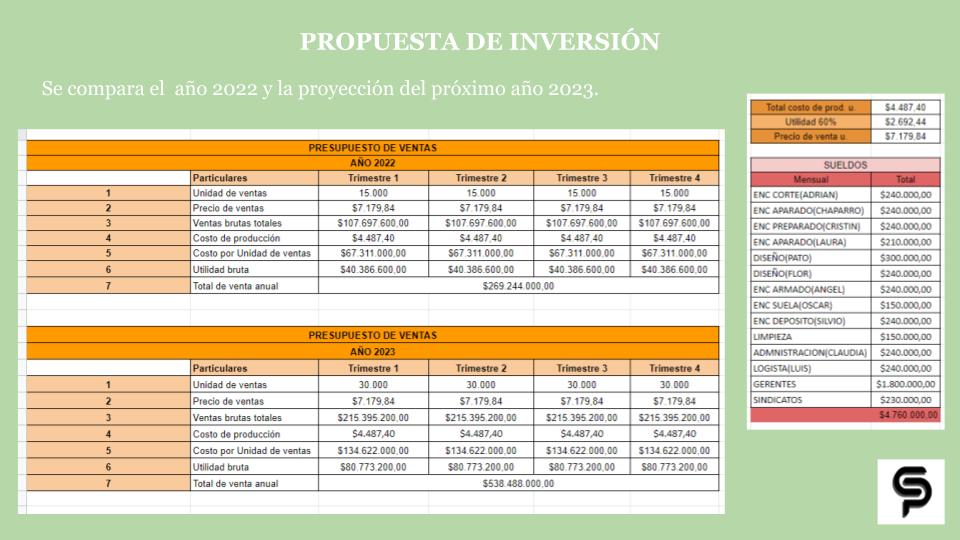 PROPUESTA DE INVERSIÓN
Se compara el año 2022 y la proyección del próximo año 2023.
PRESUPUESTO DE VENTAS
AÑO 2022
Particulares Trimestre 1 Trimestre 2 Trimestre 3 Trimestre 4
1 Unidad de ventas 15.000 15.000 15.000 15.000
2 Precio de ventas $7.179,84 $7.179,84 $7.179,84 $7.179,84
3 Ventas brutas totales $107.697.600,00 $107.697.600,00 $107.697.600,00 $107.697.600,00
4 Costo de producción $4.487,40 $4.487,40 $4.487,40 $4.487,40
5 Costo por Unidad de ventas $67.311.000,00 $67.311.000,00 $67.311.000,00 $67.311.000,00
6 Utilidad bruta $40.386.600,00 $40.386.600,00 $40.386.600,00 $40.386.600,00
7 Total de venta anual $269.244.000,00
PRESUPUESTO DE VENTAS
AÑO 2023
Particulares Trimestre 1 Trimestre 2 Trimestre 3 Trimestre 4
1 Unidad de ventas 30.000 30.000 30.000 30.000
2 Precio de ventas $7.179,84 $7.179,84 $7.179,84 $7.179,84
3 Ventas brutas totales $215.395.200,00 $215.395.200,00 $215.395.200,00 $215.395.200,00
4 Costo de producción $4.487,40 $4.487,40 $4.487,40 $4.487,40
5 Costo por Unidad de ventas $134.622.000,00 $134.622.000,00 $134.622.000,00 $134.622.000,00
6 Utilidad bruta $80.773.200,00 $80.773.200,00 $80.773.200,00 $80.773.200,00
7 Total de venta anual $538.488.000,00
Total costo de prod. u. $4.487,40
Utilidad 60% $2.692,44
Precio de venta u. $7.179,84
SUELDOS
Mensual Total
ENC CORTE(ADRIAN) $240.000,00
ENC APARADO(CHAPARRO) $240.000,00
ENC PREPARADO(CRISTIN) $240.000,00
ENC APARADO(LAURA) $210.000,00
DISEÑO(PATO) $300.000,00
DISEÑO(FLOR) $240.000,00
ENC ARMADO(ANGEL) $240.000,00
ENC SUELA(OSCAR) $150.000,00
ENC DEPOSITO(SILVIO) $240.000,00
LIMPIEZA $150.000,00
ADMNISTRACION(CLAUDIA) $240.000,00
LOGISTA(LUIS) $240.000,00
GERENTES $1.800.000,00
SINDICATOS $230.000,00
$4.760.000,00
SP